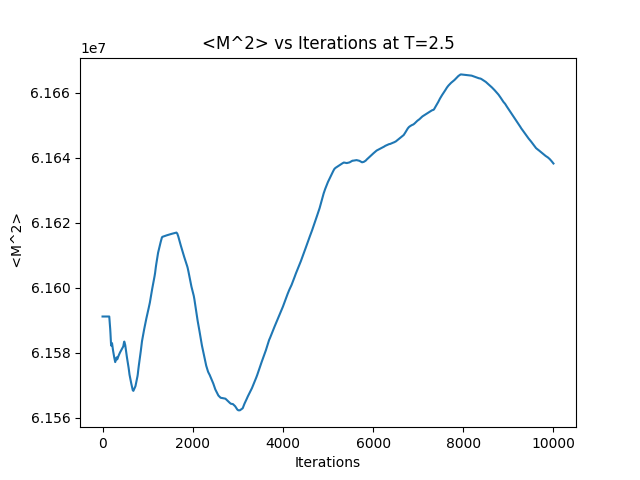 <M^2> vs Iterations at T=2.5
1e7
6.166
6.164
6.162
6.160
6.158
6.156
<M^2>
0 2000 4000 6000 8000 10000
Iterations